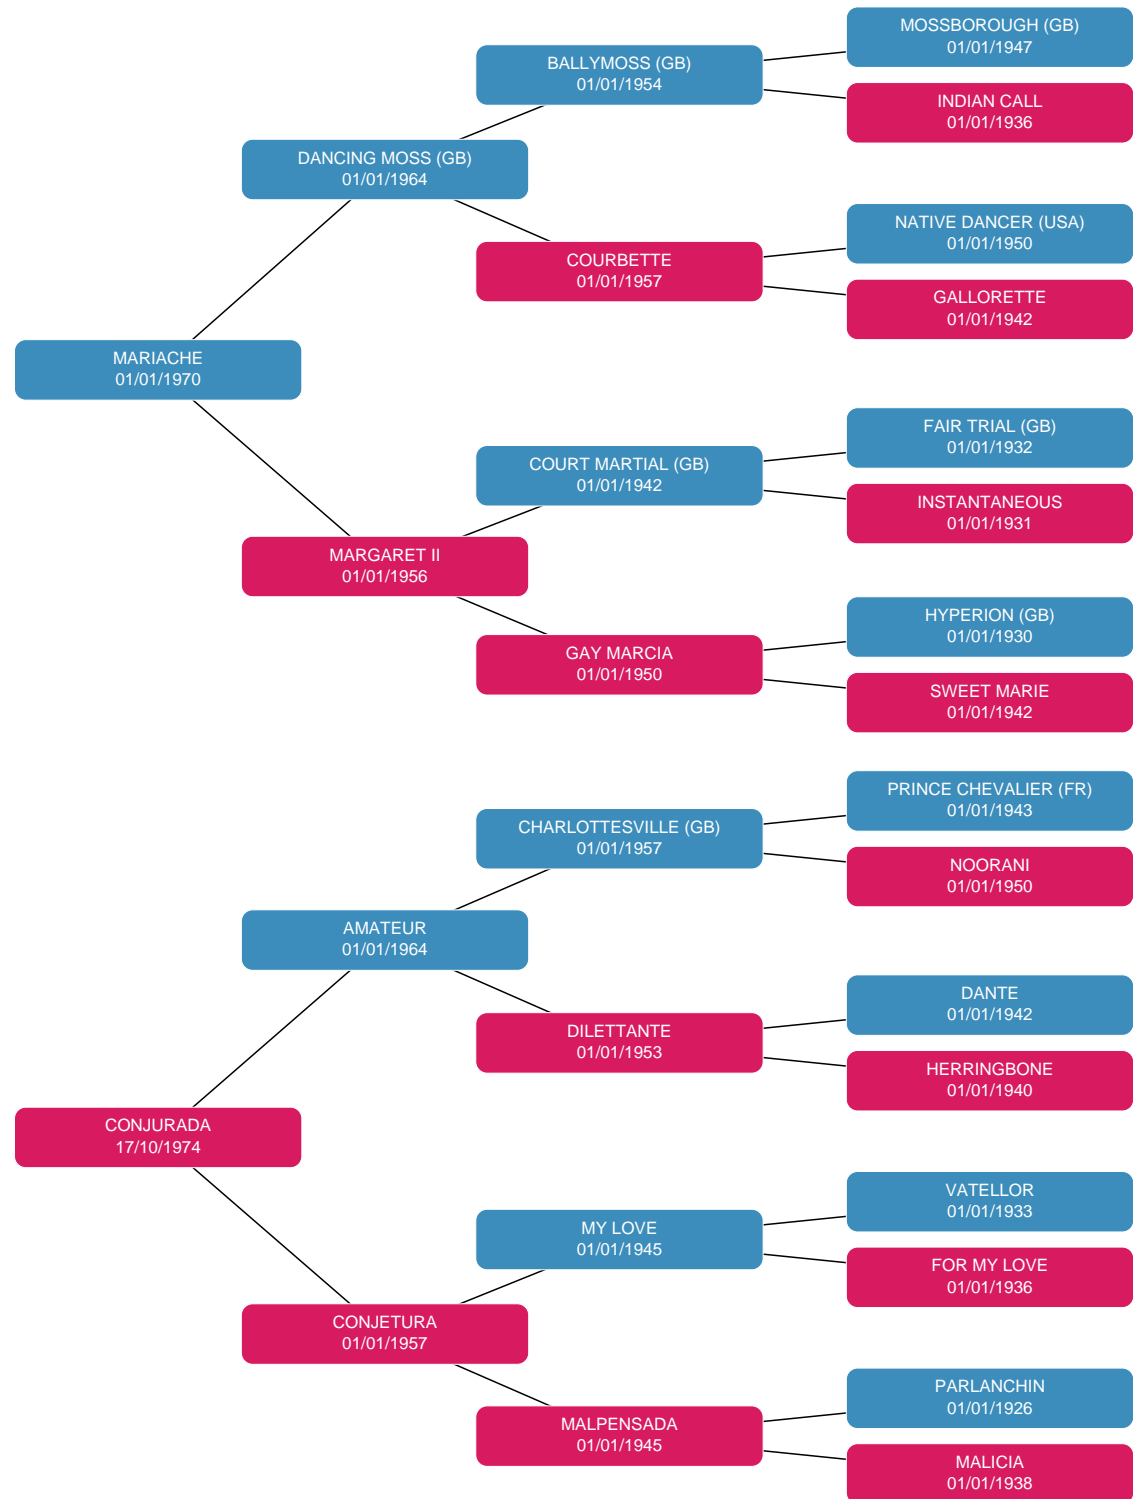 MOSSBOROUGH (GB)
01/01/1947
BALLYMOSS (GB)
01/01/1954
INDIAN CALL
01/01/1936
DANCING MOSS (GB)
01/01/1964
NATIVE DANCER (USA)
01/01/1950
COURBETTE
01/01/1957
GALLORETTE
01/01/1942
MARIACHE
01/01/1970
FAIR TRIAL (GB)
01/01/1932
COURT MARTIAL (GB)
01/01/1942
INSTANTANEOUS
01/01/1931
MARGARET II
01/01/1956
HYPERION (GB)
01/01/1930
GAY MARCIA
01/01/1950
SWEET MARIE
01/01/1942
PRINCE CHEVALIER (FR)
01/01/1943
CHARLOTTESVILLE (GB)
01/01/1957
NOORANI
01/01/1950
AMATEUR
01/01/1964
DANTE
01/01/1942
DILETTANTE
01/01/1953
HERRINGBONE
01/01/1940
CONJURADA
17/10/1974
VATELLOR
01/01/1933
MY LOVE
01/01/1945
FOR MY LOVE
01/01/1936
CONJETURA
01/01/1957
PARLANCHIN
01/01/1926
MALPENSADA
01/01/1945
MALICIA
01/01/1938